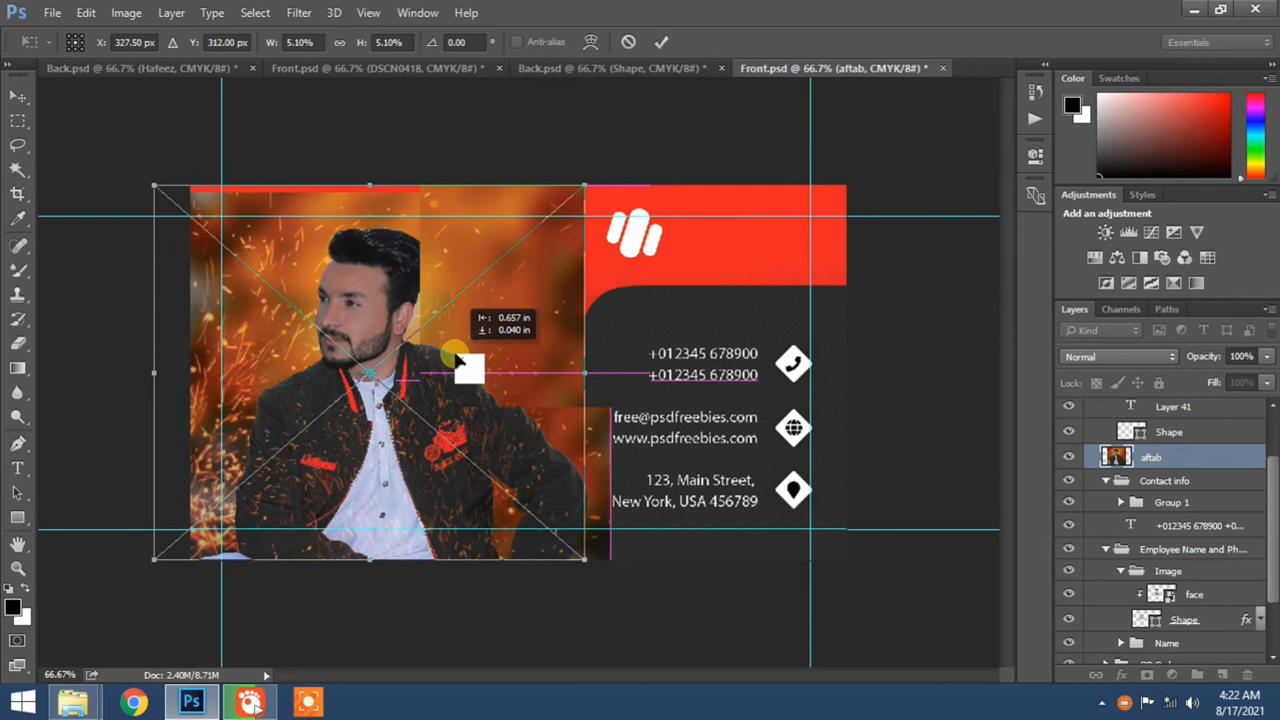 Ps File Edit Image Layer Type Select Filter 3D View Window Help
X: 327.50 px Y: 312.00 px W: 5.10% H: 5.10% 0.00 ° Anti-alias Essentials
Back.psd @ 66.7% (Hafeez, CMYK/8#) * × Front.psd @ 66.7% (DSCN0418, CMYK/8#) * × Back.psd @ 66.7% (Shape, CMYK/8#) * × Front.psd @ 66.7% (aftab, CMYK/8#) * ×
Color Swatches
Adjustments Styles
Add an adjustment
Layers Channels Paths
Kind
Normal Opacity: 100%
Lock: Fill: 100%
T Layer 41
Shape
aftab
Contact info
Group 1
T +012345 678900 +0...
Employee Name and Ph...
Image
face
Shape fx
Name
0.657 in
0.040 in
+012345 678900
+012345 678900
free@psdfreebies.com
www.psdfreebies.com
123, Main Street,
New York, USA 456789
66.67% Doc: 2.40M/8.71M
Ps
4:22 AM
8/17/2021